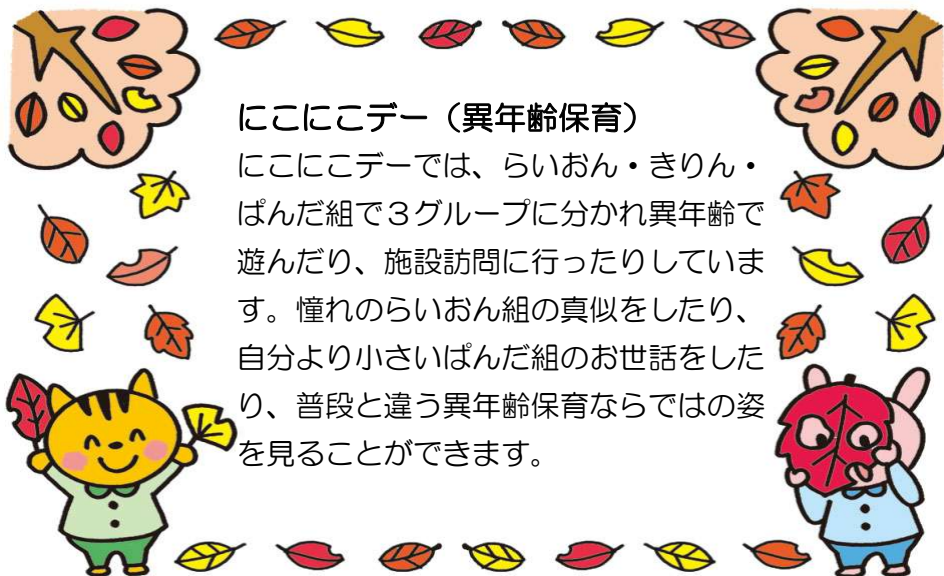 にこにこデー（異年齢保育）
にこにこデーでは、らいおん・きりん・
ぱんだ組で３グループに分かれ異年齢で
遊んだり、施設訪問に行ったりしていま
す。憧れのらいおん組の真似をしたり、
自分より小さいぱんだ組のお世話をした
り、普段と違う異年齢保育ならではの姿
を見ることができます。